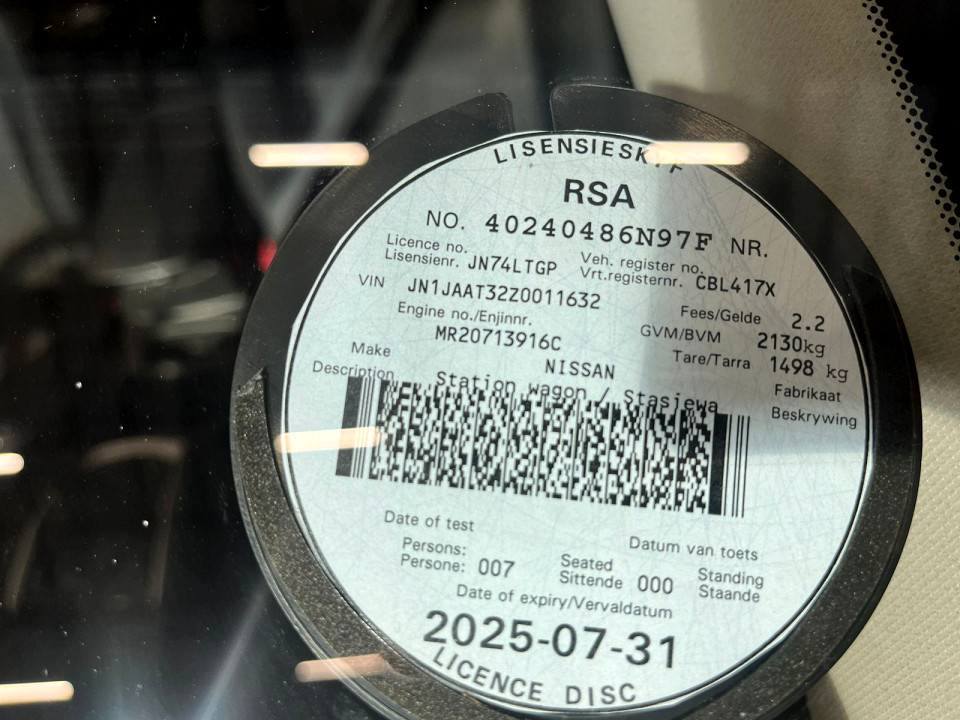 LISENSIESKYF
RSA
NO. 40240486N97F NR.
Licence no. Veh. register no.
Lisensienr. JN74LTGP Vrt.registernr. CBL417X
VIN JN1JAAT32Z0011632 Fees/Gelde 2.2
Engine no./Enjinnr. GVM/BVM 2130kg
MR20713916C Tare/Tarra 1498 kg
Make NISSAN Fabrikaat
Description Station wagon / Stasiewa Beskrywing
Date of test Datum van toets
Persons: Seated Standing
Persone: 007 Sittende 000 Staande
Date of expiry/Vervaldatum
2025-07-31
LICENCE DISC